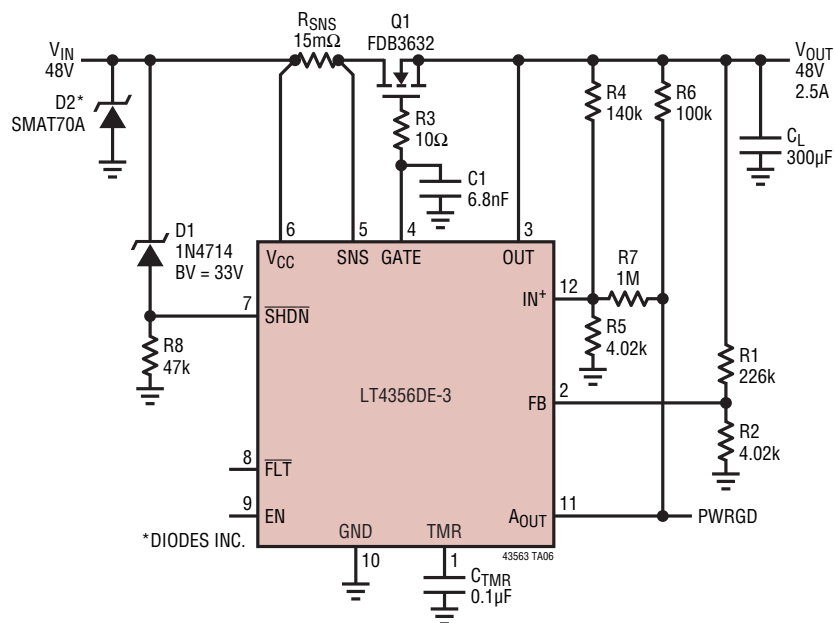 VIN
48V
RSNS
15mΩ
Q1
FDB3632
VOUT
48V
2.5A
D2*
SMAT70A
R4
140k
R6
100k
R3
10Ω
CL
300µF
C1
6.8nF
D1
1N4714
BV = 33V
6
5
4
3
VCC
SNS
GATE
OUT
R7
1M
12
IN+
7
SHDN
R5
4.02k
R1
226k
R8
47k
LT4356DE-3
2
FB
R2
4.02k
8
FLT
9
EN
11
AOUT
PWRGD
*DIODES INC.
GND
TMR
10
1
43563 TA06
CTMR
0.1µF